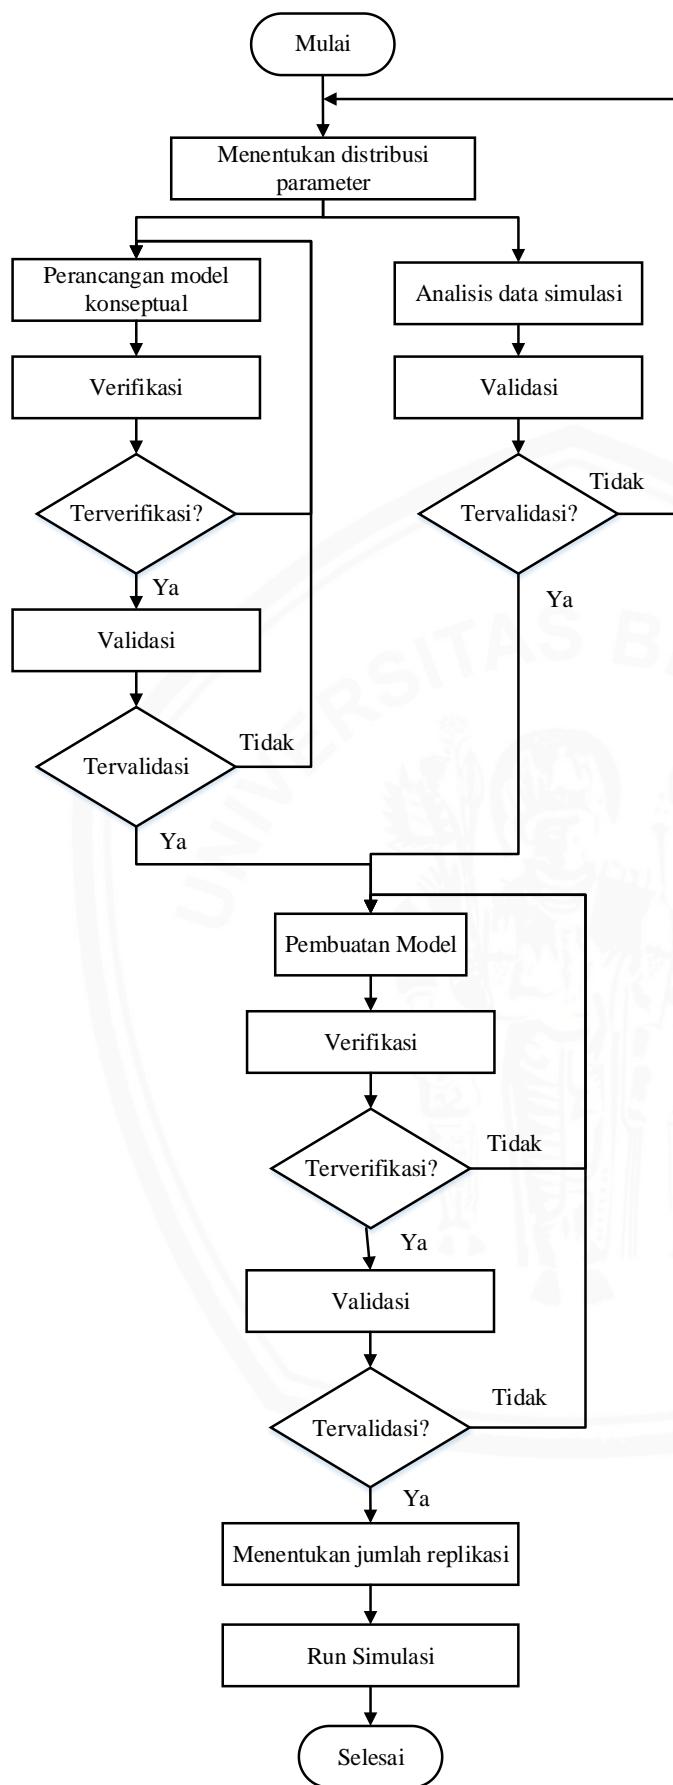 Mulai
Menentukan distribusi
parameter
Perancangan model
konseptual
Analisis data simulasi
Verifikasi
Validasi
Terverifikasi?
Tervalidasi?
Tidak
Ya
Ya
Validasi
Tervalidasi
Tidak
Ya
Pembuatan Model
Verifikasi
Terverifikasi?
Tidak
Ya
Validasi
Tervalidasi?
Tidak
Ya
Menentukan jumlah replikasi
Run Simulasi
Selesai
UNIVERSITAS